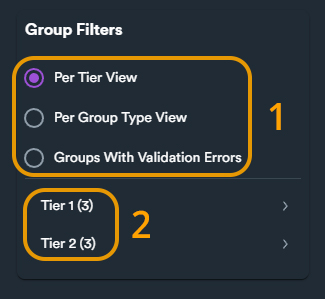 Group Filters
Per Tier View
Per Group Type View
Groups With Validation Errors
1
Tier 1 (3)
Tier 2 (3)
2